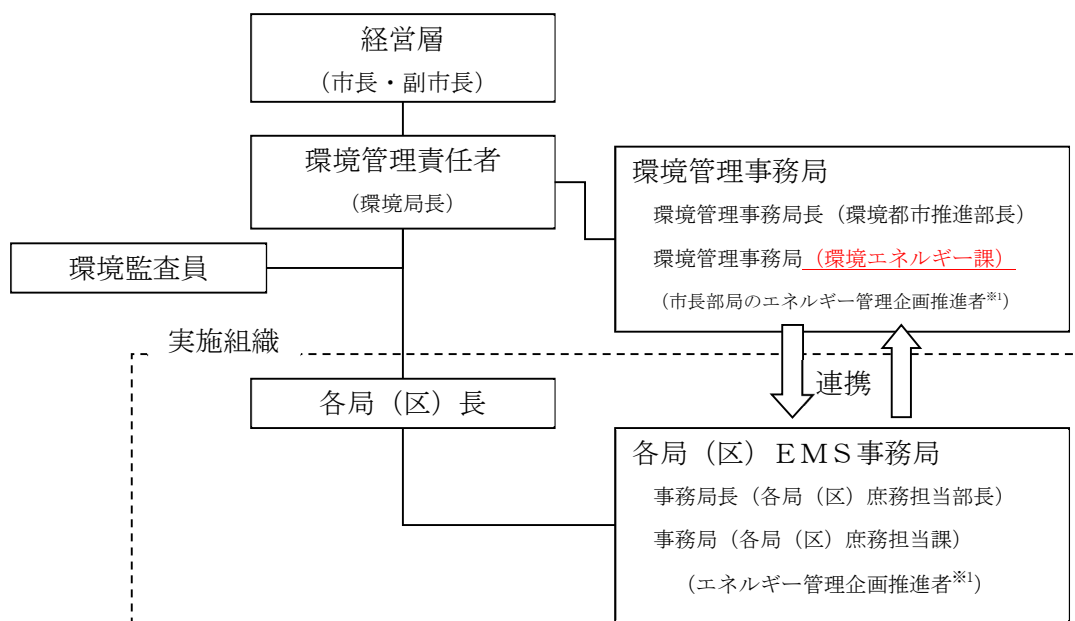 経営層
（市長・副市長）
環境管理責任者
（環境局長）
環境管理事務局
環境管理事務局長（環境都市推進部長）
環境管理事務局（環境エネルギー課）
（市長部局のエネルギー管理企画推進者※1）
環境監査員
実施組織
連携
各局（区）長
各局（区）ＥＭＳ事務局
事務局長（各局（区）庶務担当部長）
事務局（各局（区）庶務担当課）
（エネルギー管理企画推進者※1）